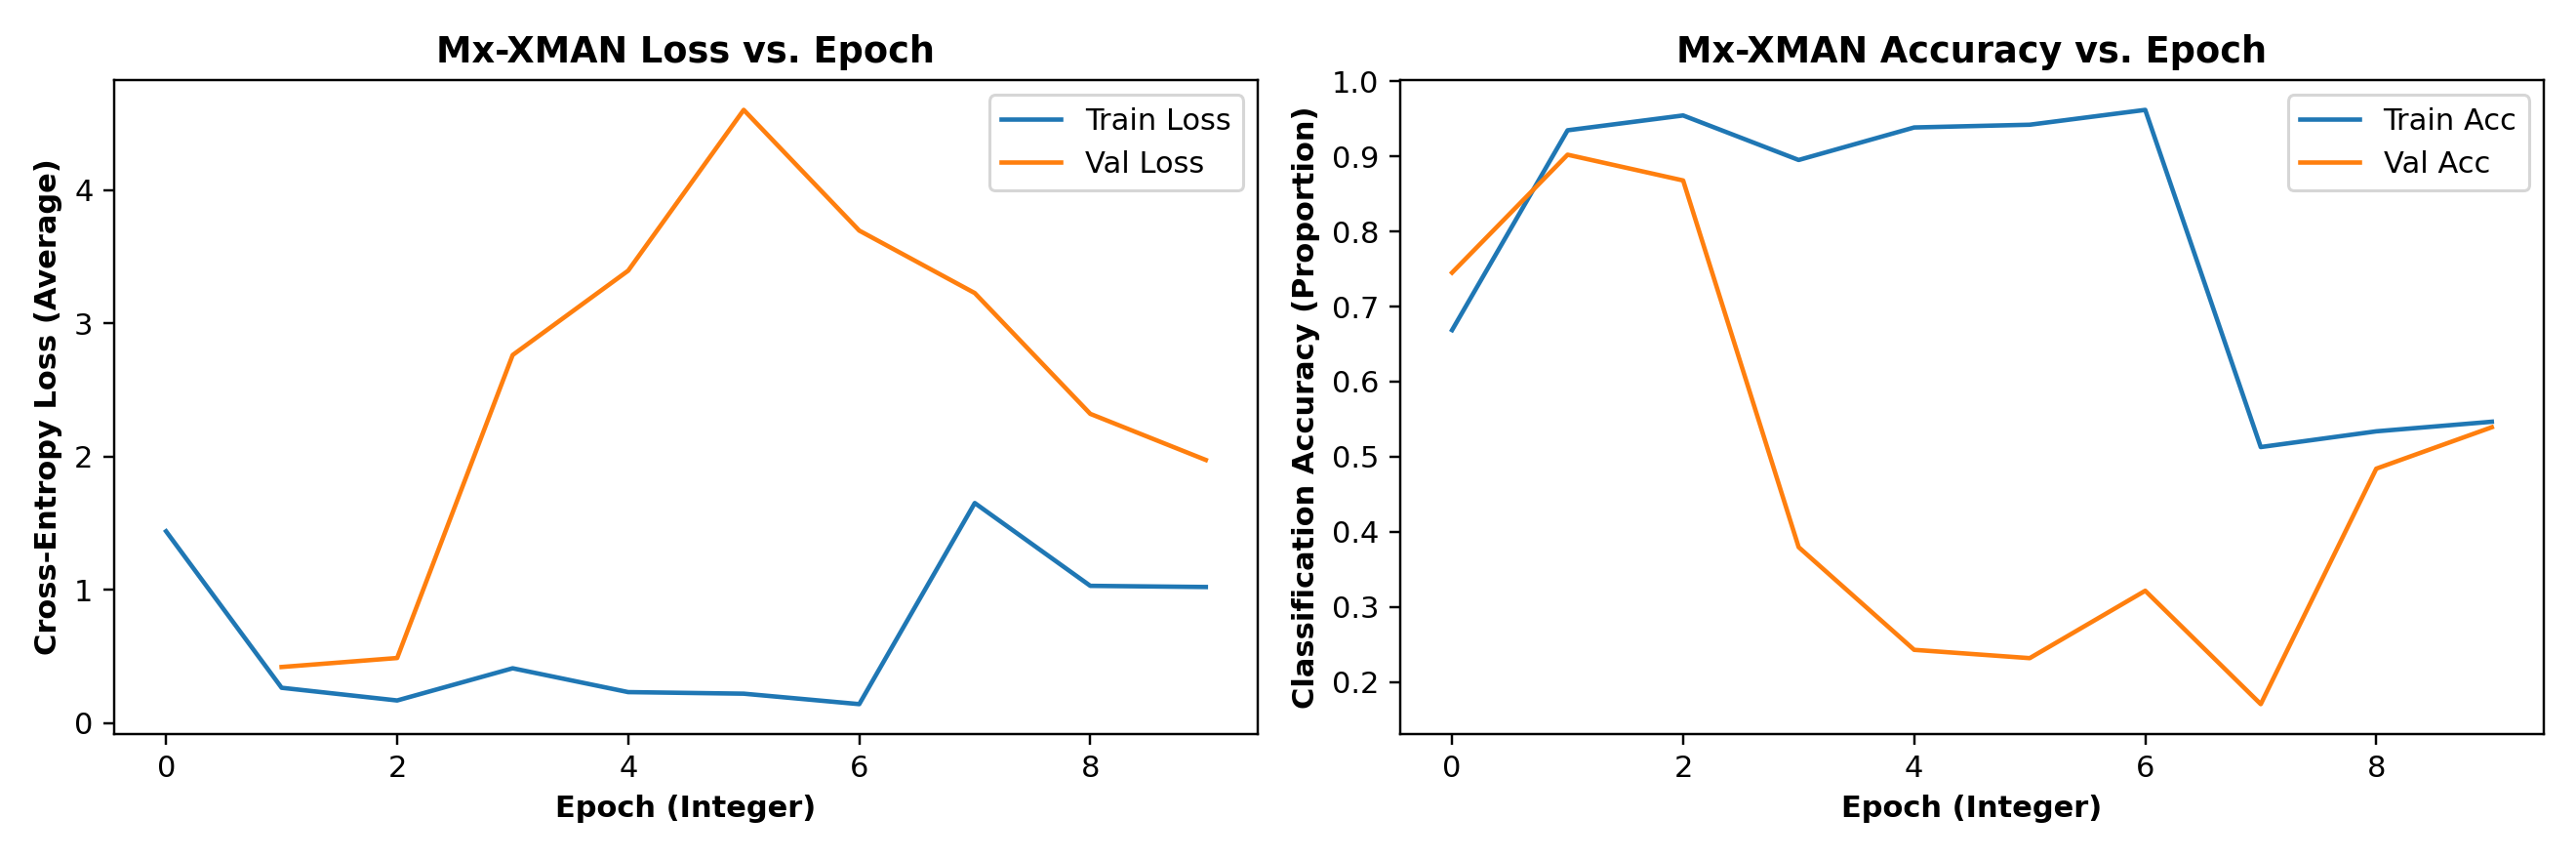 Mx-XMAN Loss vs. Epoch
Cross-Entropy Loss (Average)
4
3
2
1
0
0 2 4 6 8
Epoch (Integer)
Train Loss
Val Loss
Mx-XMAN Accuracy vs. Epoch
Classification Accuracy (Proportion)
1.0
0.9
0.8
0.7
0.6
0.5
0.4
0.3
0.2
0 2 4 6 8
Epoch (Integer)
Train Acc
Val Acc